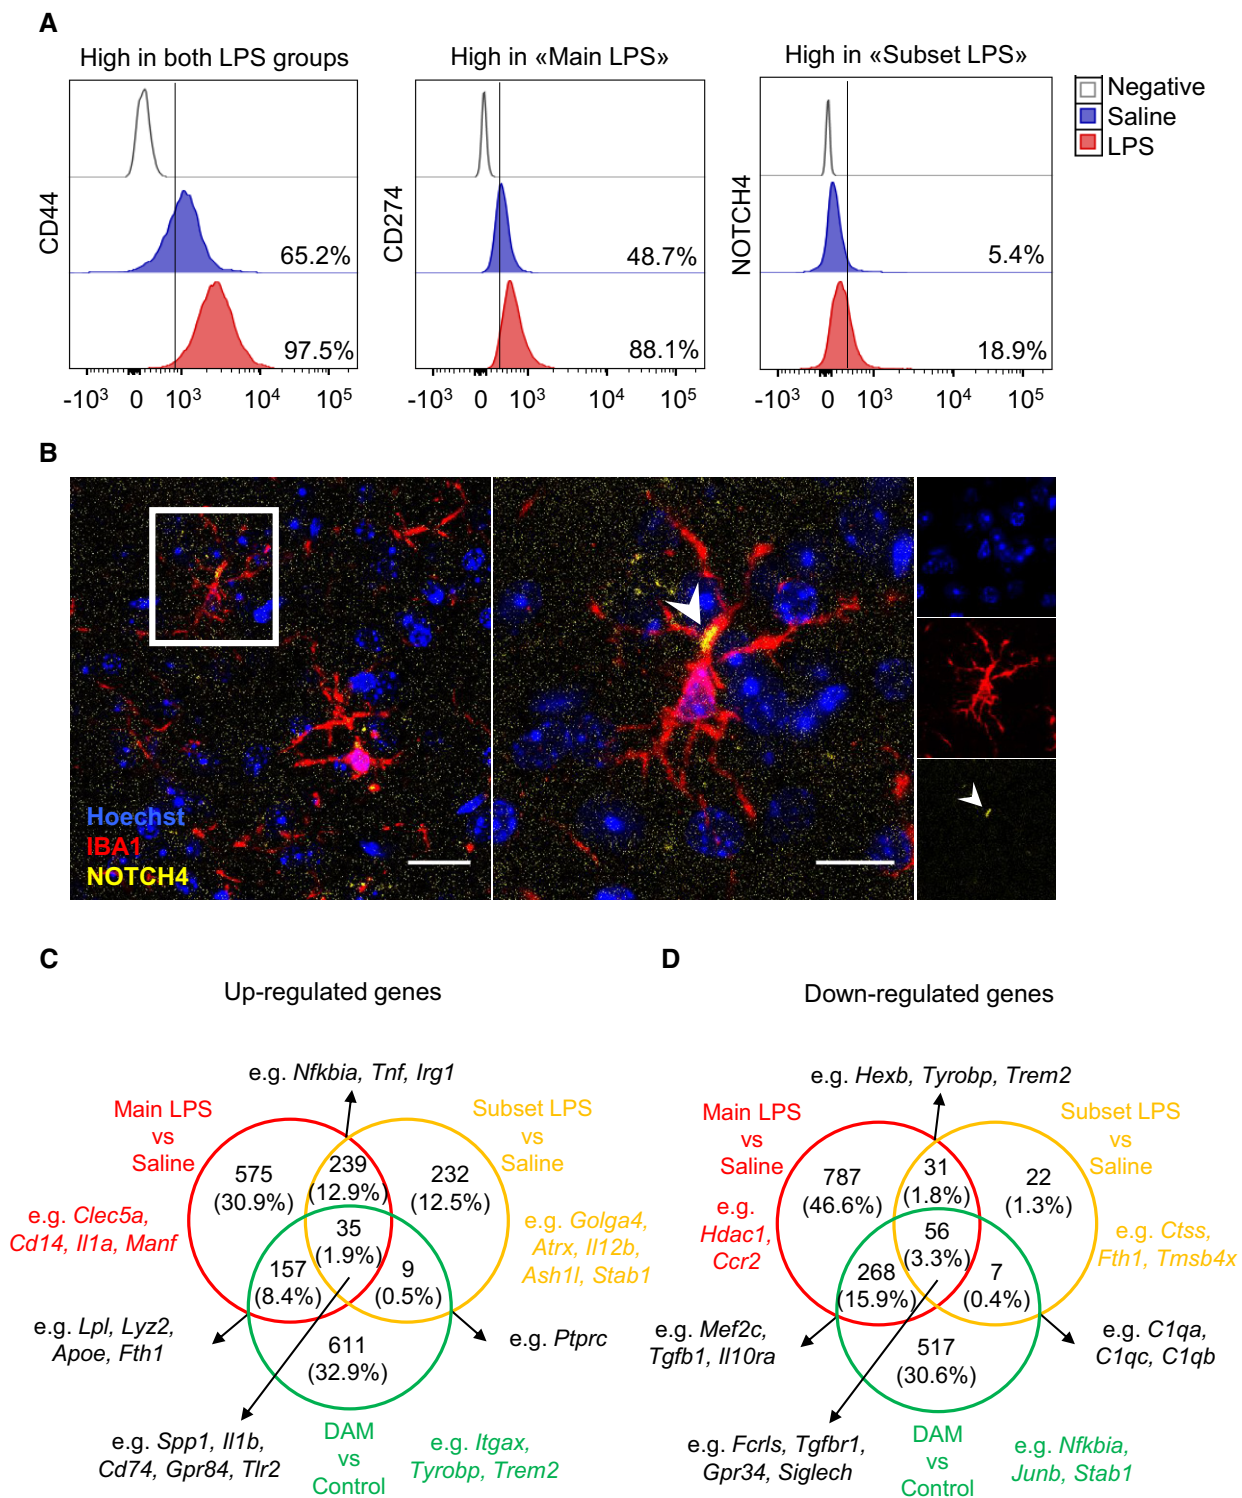 A
High in both LPS groups
High in «Main LPS»
High in «Subset LPS»
Negative
Saline
LPS
CD44
65.2%
97.5%
-10³ 0 10³ 10⁴ 10⁵
CD274
48.7%
88.1%
-10³ 0 10³ 10⁴ 10⁵
NOTCH4
5.4%
18.9%
-10³ 0 10³ 10⁴ 10⁵
B
Hoechst
IBA1
NOTCH4
C
Up-regulated genes
e.g. Nfkbia, Tnf, Irg1
Main LPS
vs
Saline
Subset LPS
vs
Saline
575
(30.9%)
239
(12.9%)
232
(12.5%)
e.g. Clec5a,
Cd14, Il1a, Manf
35
(1.9%)
e.g. Golga4,
Atrx, Il12b,
Ash1l, Stab1
157
(8.4%)
9
(0.5%)
e.g. Lpl, Lyz2,
Apoe, Fth1
e.g. Ptprc
611
(32.9%)
e.g. Spp1, Il1b,
Cd74, Gpr84, Tlr2
DAM
vs
Control
e.g. Itgax,
Tyrobp, Trem2
D
Down-regulated genes
e.g. Hexb, Tyrobp, Trem2
Main LPS
vs
Saline
Subset LPS
vs
Saline
787
(46.6%)
31
(1.8%)
22
(1.3%)
e.g.
Hdac1,
Ccr2
56
(3.3%)
e.g. Ctss,
Fth1, Tmsb4x
268
(15.9%)
7
(0.4%)
e.g. Mef2c,
Tgfb1, Il10ra
e.g. C1qa,
C1qc, C1qb
517
(30.6%)
e.g. Fcrls, Tgfbr1,
Gpr34, Siglech
DAM
vs
Control
e.g. Nfkbia,
Junb, Stab1